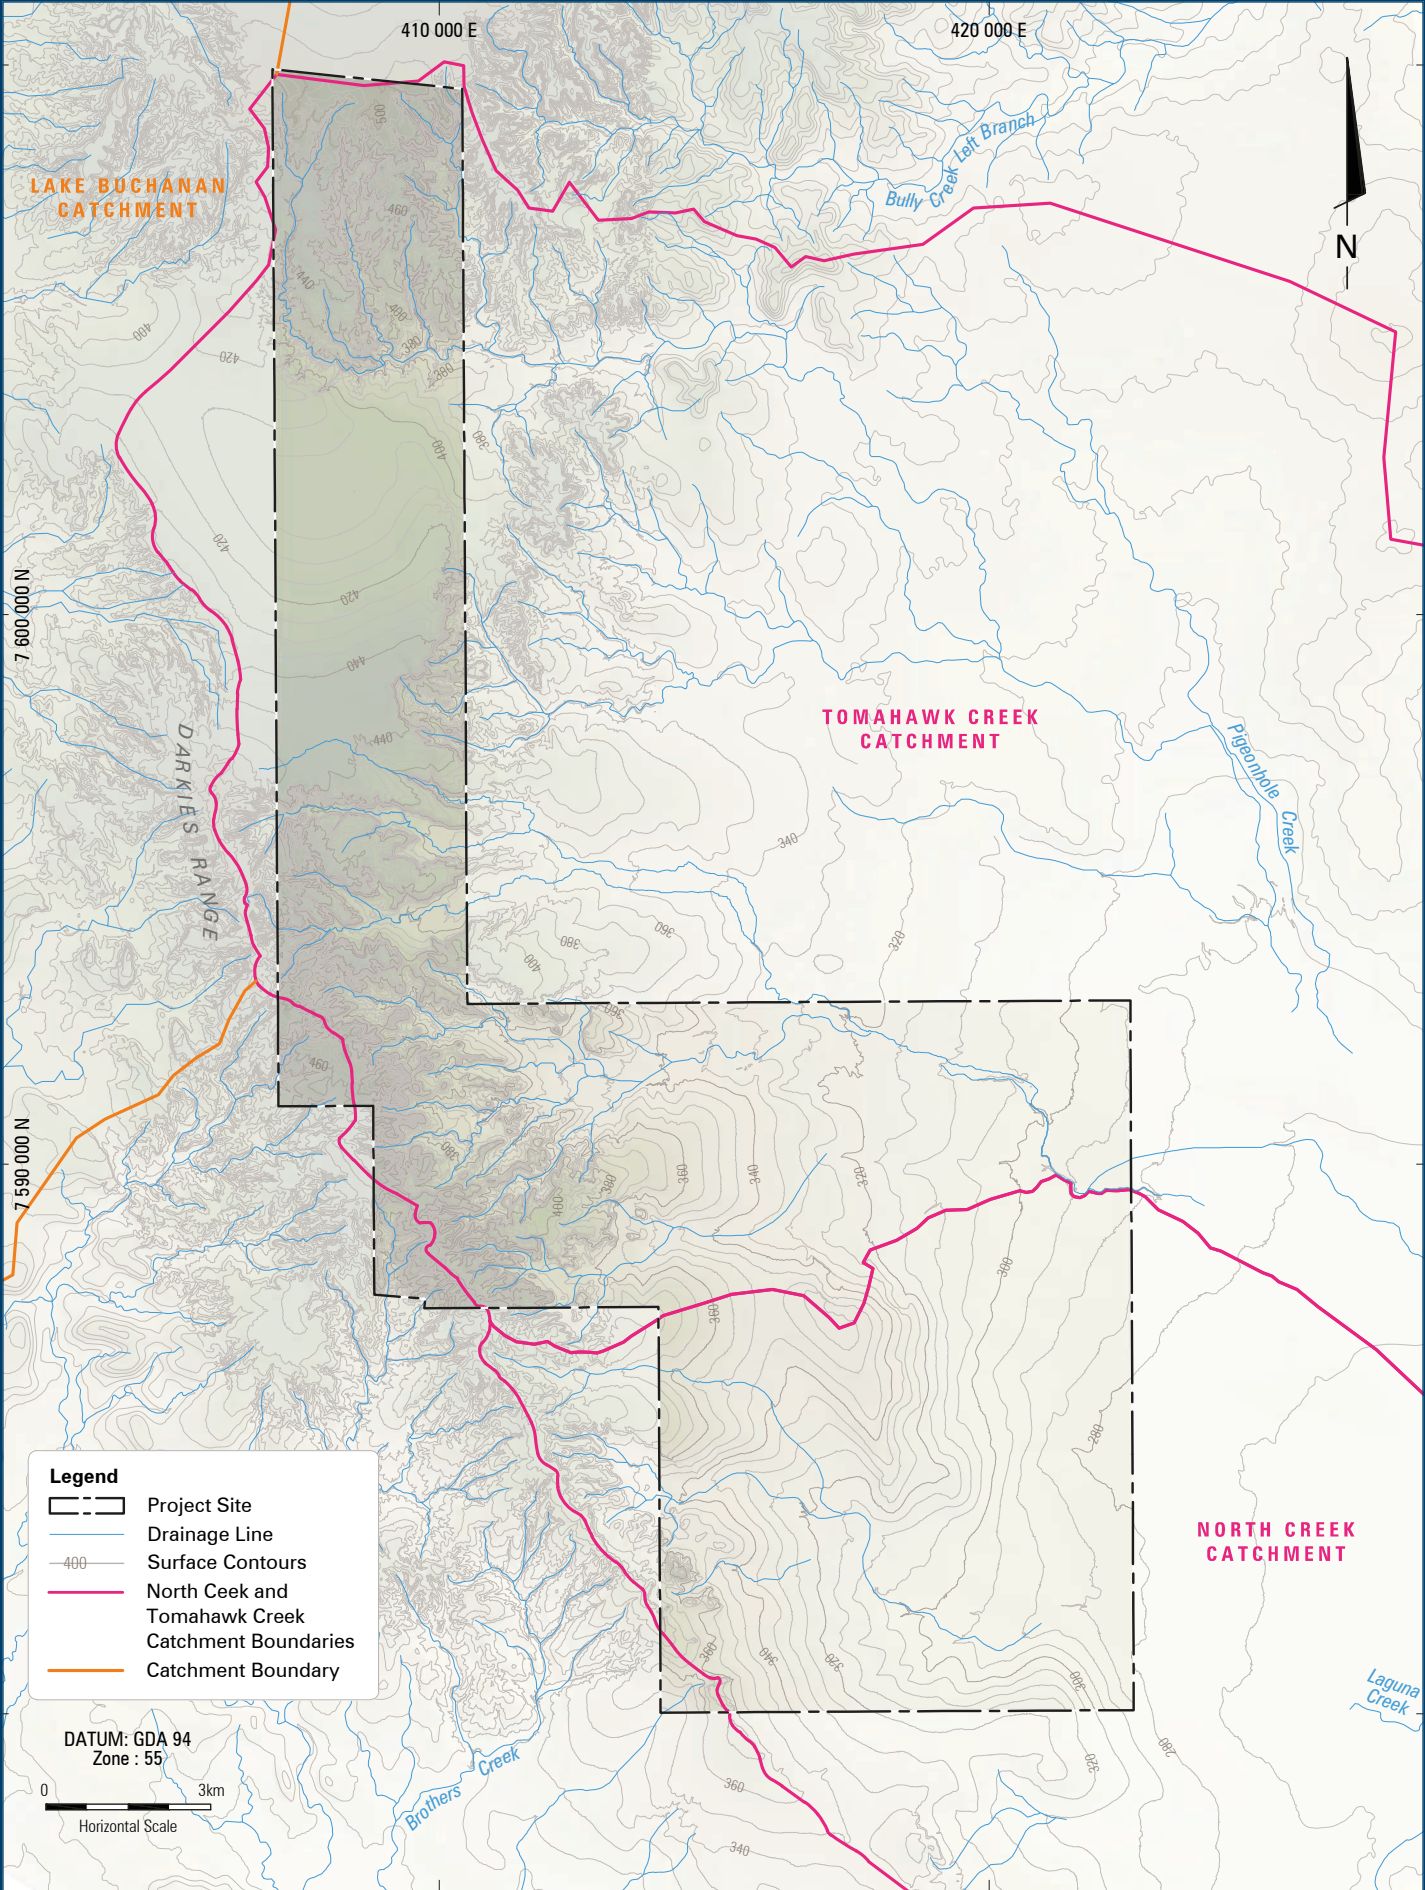 410 000 E
420 000 E
Bully Creek Left Branch
LAKE BUCHANAN
CATCHMENT
N
500
460
440
400
380
380
400
420
400
380
420
420
440
440
7 600 000 N
DARKIES RANGE
TOMAHAWK CREEK
CATCHMENT
Pigeonhole Creek
340
320
360
380
400
360
460
7 590 000 N
380
380
400
360
340
320
300
360
280
Legend
Project Site
Drainage Line
400
Surface Contours
North Ceek and
Tomahawk Creek
Catchment Boundaries
Catchment Boundary
NORTH CREEK
CATCHMENT
360
340
320
300
280
320
360
340
Laguna
Creek
Brothers Creek
DATUM: GDA 94
Zone : 55
0
3km
Horizontal Scale